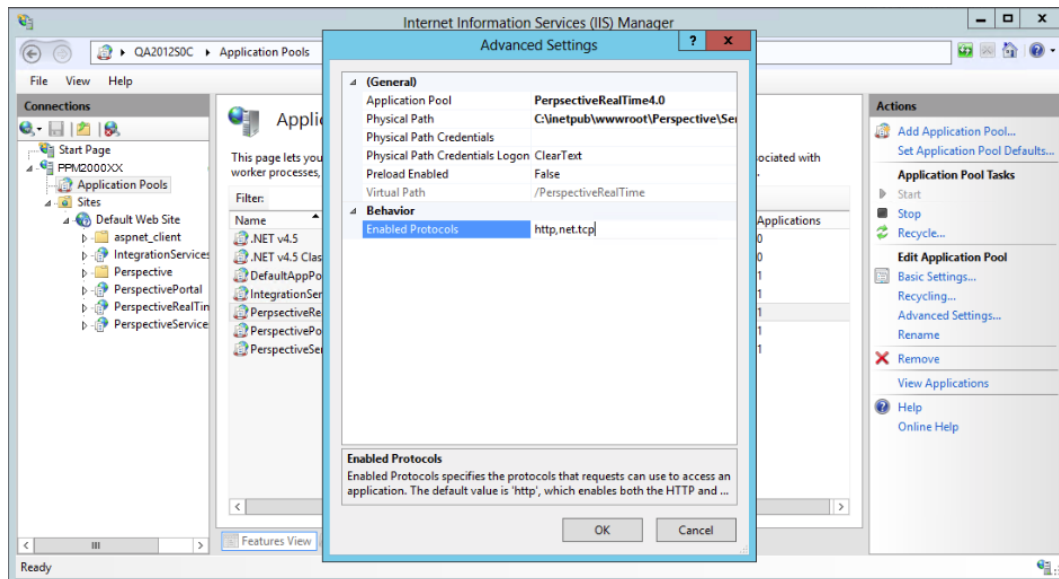 Internet Information Services (IIS) Manager
QA2012S0C Application Pools
File View Help
Connections
Start Page
PPM2000XX
Application Pools
Sites
Default Web Site
aspnet_client
IntegrationServices
Perspective
PerspectivePortal
PerspectiveRealTin
PerspectiveService
Applic
This page lets you
worker processes,
ociated with
.
Filter:
Name
Applications
.NET v4.5
0
.NET v4.5 Clas
0
DefaultAppPo
1
IntegrationSer
1
PerpsectiveRe
1
PerspectivePo
1
PerspectiveSer
1
Features View
Ready
Advanced Settings
?
x
(General)
Application Pool PerpsectiveRealTime4.0
Physical Path C:\inetpub\wwwroot\Perspective\Ser
Physical Path Credentials
Physical Path Credentials Logon ClearText
Preload Enabled False
Virtual Path /PerspectiveRealTime
Behavior
Enabled Protocols http,net.tcp
Enabled Protocols
Enabled Protocols specifies the protocols that requests can use to access an
application. The default value is 'http', which enables both the HTTP and ...
OK Cancel
Actions
Add Application Pool...
Set Application Pool Defaults...
Application Pool Tasks
Start
Stop
Recycle...
Edit Application Pool
Basic Settings...
Recycling...
Advanced Settings...
Rename
Remove
View Applications
Help
Online Help